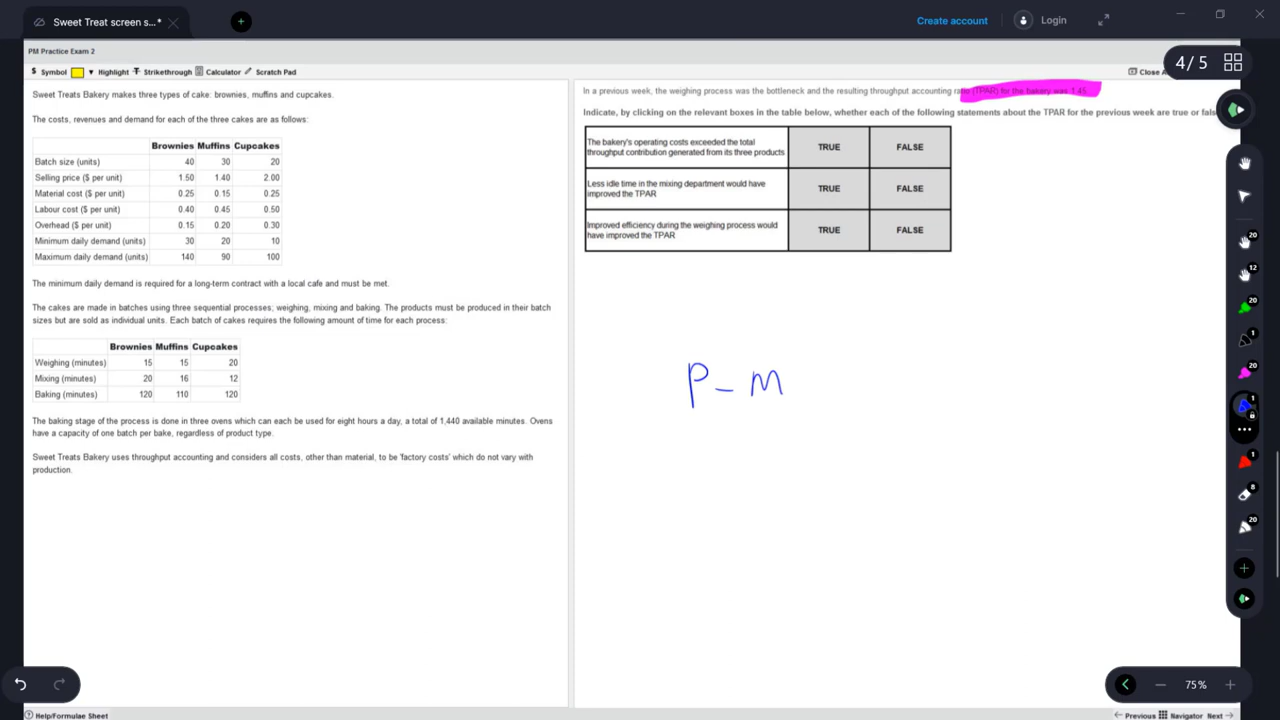 Sweet Treat screen s...*
Create account
Login
PM Practice Exam 2
4 / 5
Symbol
Highlight
Strikethrough
Calculator
Scratch Pad
Close A
Sweet Treats Bakery makes three types of cake: brownies, muffins and cupcakes.
The costs, revenues and demand for each of the three cakes are as follows:
Brownies Muffins Cupcakes
Batch size (units) 40 30 20
Selling price ($ per unit) 1.50 1.40 2.00
Material cost ($ per unit) 0.25 0.15 0.25
Labour cost ($ per unit) 0.40 0.45 0.50
Overhead ($ per unit) 0.15 0.20 0.30
Minimum daily demand (units) 30 20 10
Maximum daily demand (units) 140 90 100
The minimum daily demand is required for a long-term contract with a local cafe and must be met.
The cakes are made in batches using three sequential processes; weighing, mixing and baking. The products must be produced in their batch
sizes but are sold as individual units. Each batch of cakes requires the following amount of time for each process:
Brownies Muffins Cupcakes
Weighing (minutes) 15 15 20
Mixing (minutes) 20 16 12
Baking (minutes) 120 110 120
The baking stage of the process is done in three ovens which can each be used for eight hours a day, a total of 1,440 available minutes. Ovens
have a capacity of one batch per bake, regardless of product type.
Sweet Treats Bakery uses throughput accounting and considers all costs, other than material, to be 'factory costs' which do not vary with
production.
In a previous week, the weighing process was the bottleneck and the resulting throughput accounting ratio (TPAR) for the bakery was 1.45.
Indicate, by clicking on the relevant boxes in the table below, whether each of the following statements about the TPAR for the previous week are true or fals
The bakery's operating costs exceeded the total
throughput contribution generated from its three products
TRUE
FALSE
Less idle time in the mixing department would have
improved the TPAR
TRUE
FALSE
Improved efficiency during the weighing process would
have improved the TPAR
TRUE
FALSE
P - M
20
12
20
1
20
1
1
8
20
75%
Help/Formulae Sheet
Previous
Navigator
Next